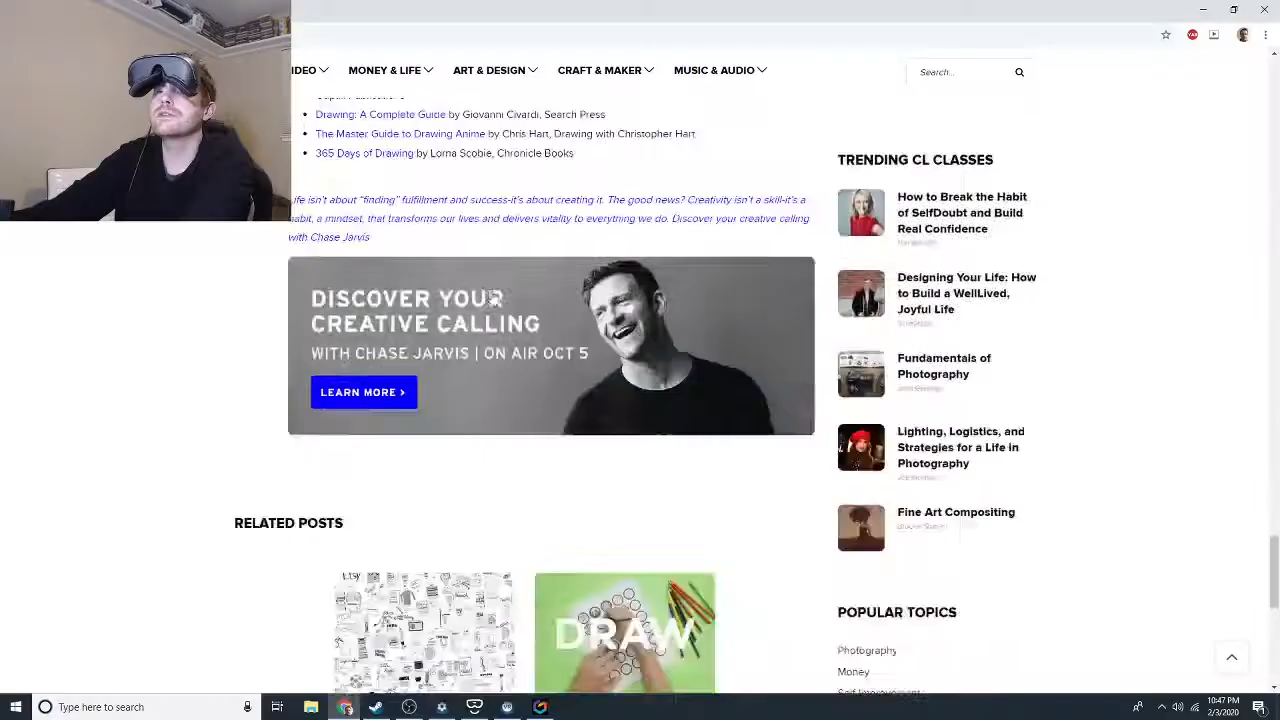 IDEO
MONEY & LIFE
ART & DESIGN
CRAFT & MAKER
MUSIC & AUDIO
Search...
Drawing: A Complete Guide by Giovanni Civardi, Search Press
The Master Guide to Drawing Anime by Chris Hart, Drawing with Christopher Hart
365 Days of Drawing by Lorna Scobie, Chronicle Books
ife isn't about "finding" fulfillment and success-it's about creating it. The good news? Creativity isn't a skill-it's a
habit, a mindset, that transforms our lives and delivers vitality to everything we do. Discover your creative calling
with Chase Jarvis
DISCOVER YOUR
CREATIVE CALLING
WITH CHASE JARVIS | ON AIR OCT 5
LEARN MORE >
RELATED POSTS
DRAW
TRENDING CL CLASSES
How to Break the Habit
of SelfDoubt and Build
Real Confidence
Designing Your Life: How
to Build a WellLived,
Joyful Life
Fundamentals of
Photography
Lighting, Logistics, and
Strategies for a Life in
Photography
Fine Art Compositing
POPULAR TOPICS
Photography
Money
Self Improvement
Type here to search
10:47 PM
2/3/2020